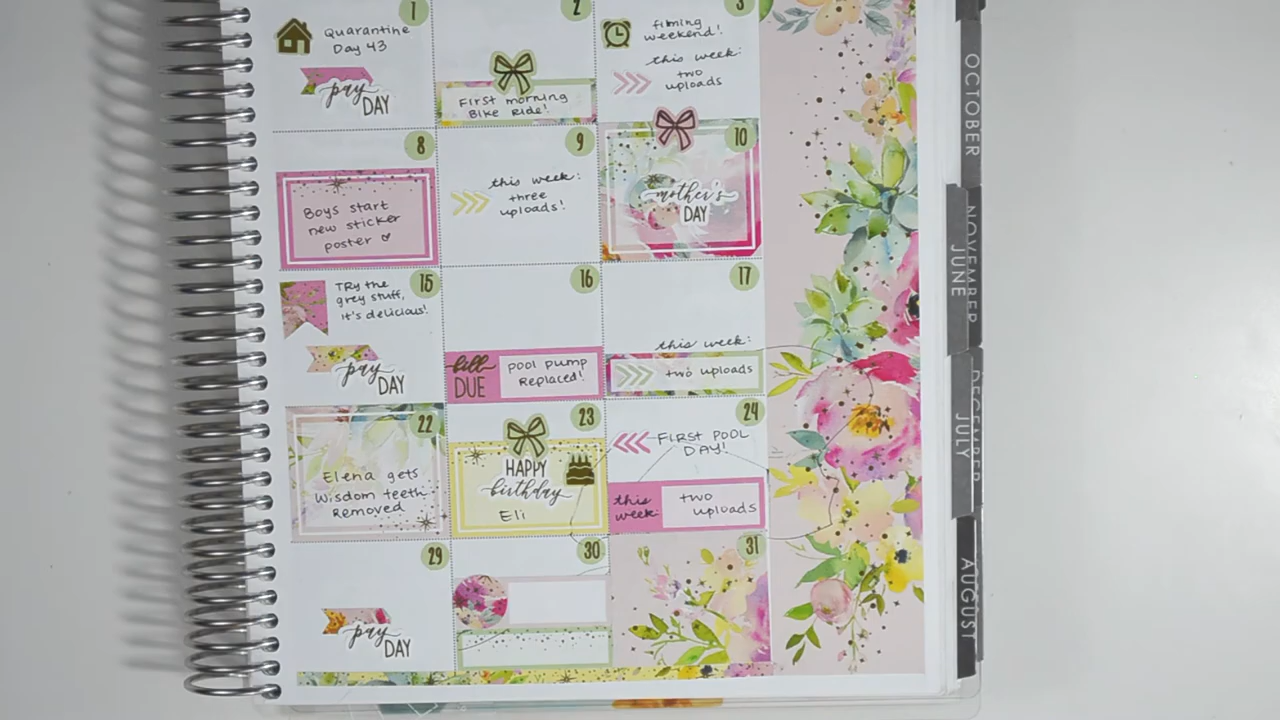 1
Quarantine
Day 43
pay
DAY
2
First morning
Bike Ride!
3
filming
weekend!
this week:
two
uploads
8
Boys start
new sticker
poster
9
this week:
three
uploads!
10
mother's
DAY
15
TRy the
grey stuff,
it's delicious!
pay
DAY
16
bill
DUE
pool pump
Replaced!
17
this week:
two uploads
22
Elena gets
Wisdom teeth
Removed
23
HAPPY
birthday
Eli
24
FIRST POOL
DAY!
this
week:
two
uploads
29
pay
DAY
30
31
OCTOBER
NOVEMBER
JUNE
DECEMBER
JULY
AUGUST